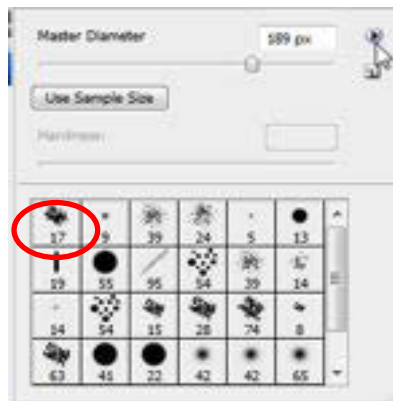 Master Diameter 189 px
Use Sample Size
Hardness:
17 9 39 24 5 13
19 55 95 54 39 14
14 54 15 28 74 8
63 41 22 42 42 65